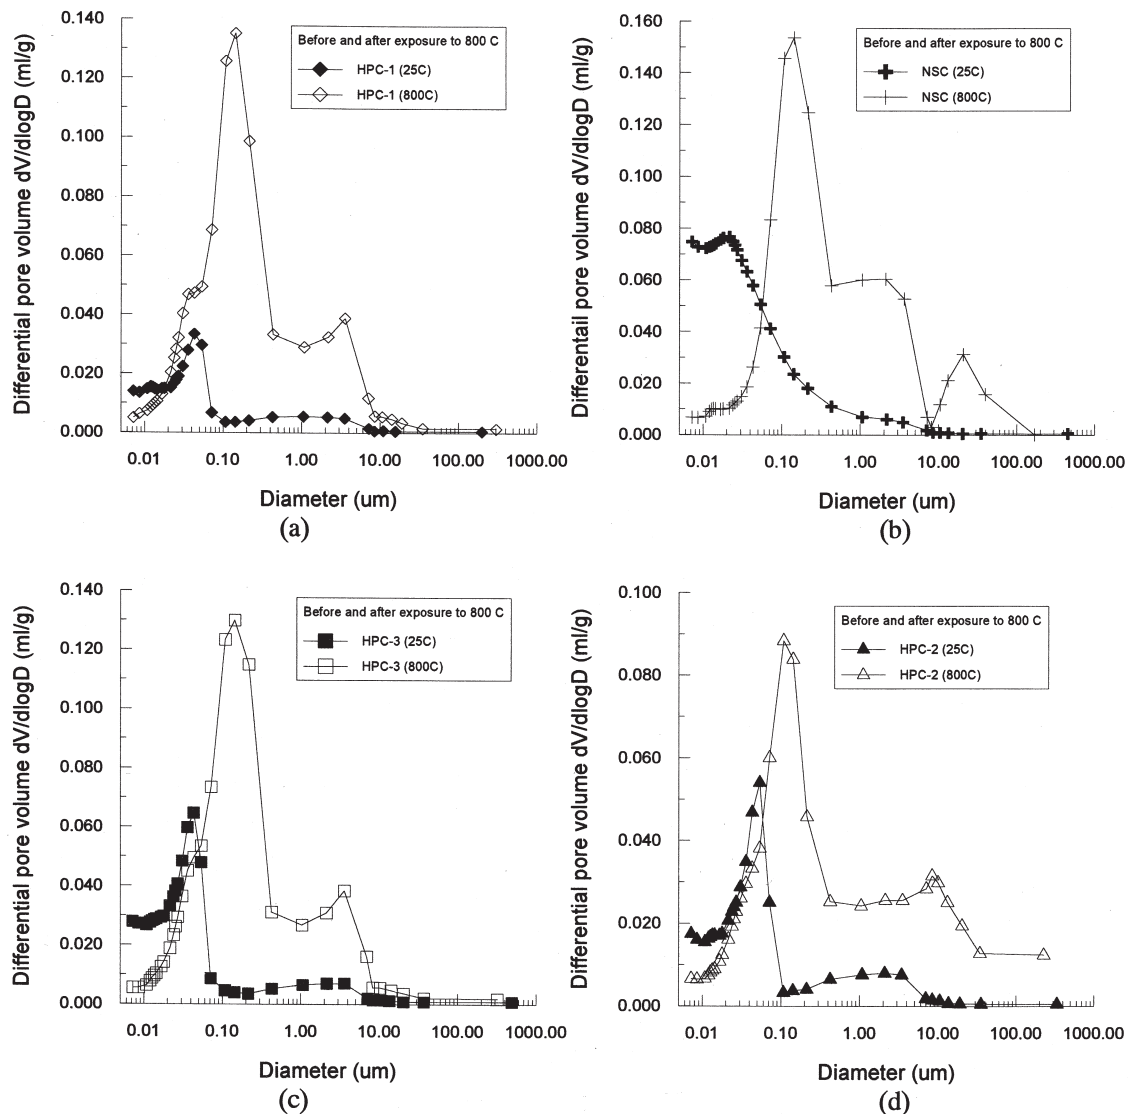 Differential pore volume dV/dlogD (ml/g)
0.140
0.120
0.100
0.080
0.060
0.040
0.020
0.000
Before and after exposure to 800 C
HPC-1 (25C)
HPC-1 (800C)
0.01 0.10 1.00 10.00 100.00 1000.00
Diameter (um)
(a)
Differentail pore volume dV/dlogD (ml/g)
0.160
0.140
0.120
0.100
0.080
0.060
0.040
0.020
0.000
Before and after exposure to 800 C
NSC (25C)
NSC (800C)
0.01 0.10 1.00 10.00 100.00 1000.00
Diameter (um)
(b)
Differential pore volume dV/dlogD (ml/g)
0.140
0.120
0.100
0.080
0.060
0.040
0.020
0.000
Before and after exposure to 800 C
HPC-3 (25C)
HPC-3 (800C)
0.01 0.10 1.00 10.00 100.00 1000.00
Diameter (um)
(c)
Differential pore volume dV/dlogD (ml/g)
0.100
0.080
0.060
0.040
0.020
0.000
Before and after exposure to 800 C
HPC-2 (25C)
HPC-2 (800C)
0.01 0.10 1.00 10.00 100.00 1000.00
Diameter (um)
(d)